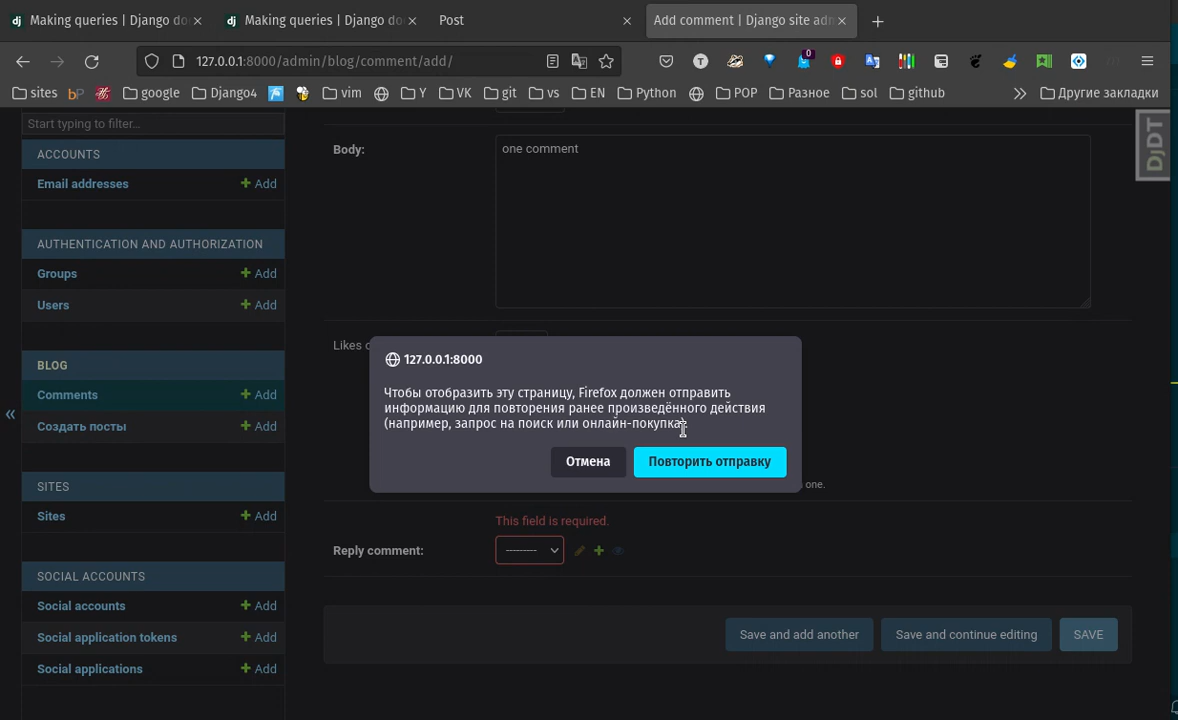 Making queries | Django do
Making queries | Django do
Post
Add comment | Django site adm
127.0.0.1:8000/admin/blog/comment/add/
0
sites
bP
google
Django4
vim
Y
VK
git
vs
EN
Python
POP
Разное
sol
github
Другие закладки
Start typing to filter...
ACCOUNTS
Email addresses
Add
AUTHENTICATION AND AUTHORIZATION
Groups
Add
Users
Add
BLOG
Comments
Add
Создать посты
Add
SITES
Sites
Add
SOCIAL ACCOUNTS
Social accounts
Add
Social application tokens
Add
Social applications
Add
Body:
one comment
DjDT
Likes
127.0.0.1:8000
Чтобы отобразить эту страницу, Firefox должен отправить
информацию для повторения ранее произведённого действия
(например, запрос на поиск или онлайн-покупка).
Отмена
Повторить отправку
one.
This field is required.
Reply comment:
---------
Save and add another
Save and continue editing
SAVE